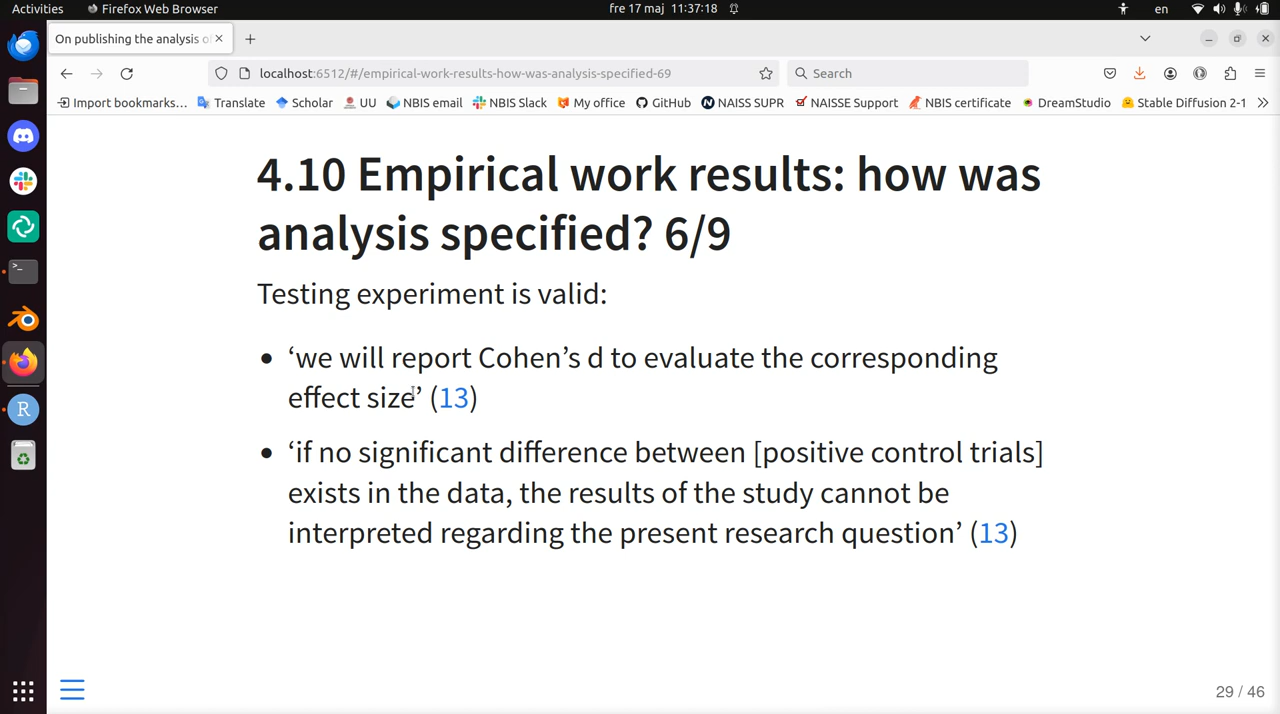 Activities Firefox Web Browser fre 17 maj 11:37:18 en
On publishing the analysis o
localhost:6512/#/empirical-work-results-how-was-analysis-specified-69 Search
Import bookmarks... Translate Scholar UU NBIS email NBIS Slack My office GitHub NAISS SUPR NAISSE Support NBIS certificate DreamStudio Stable Diffusion 2-1
4.10 Empirical work results: how was
analysis specified? 6/9
Testing experiment is valid:
• ‘we will report Cohen’s d to evaluate the corresponding
effect size’ (13)
• ‘if no significant difference between [positive control trials]
exists in the data, the results of the study cannot be
interpreted regarding the present research question’ (13)
29 / 46